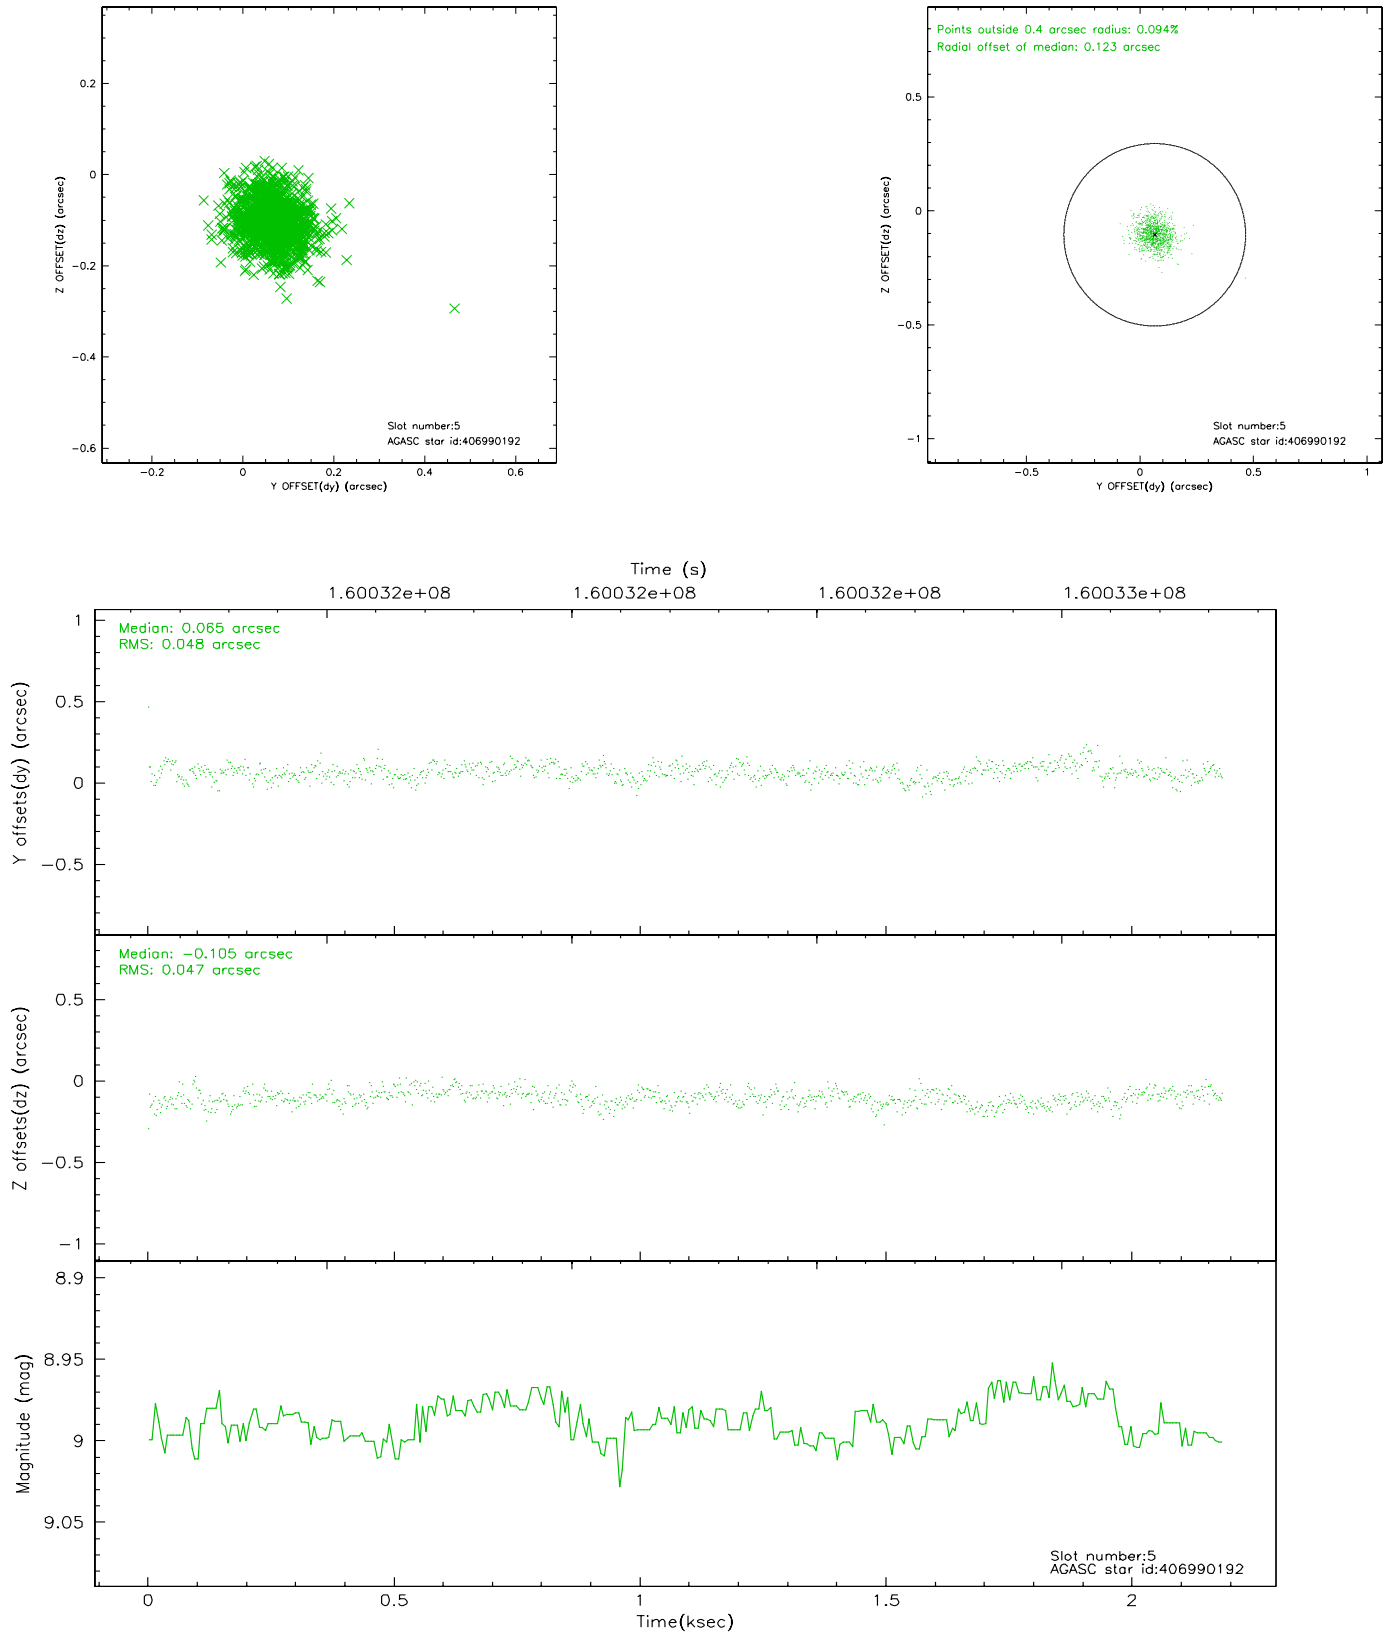 0.2
0
−0.2
−0.4
−0.6
Z OFFSET(dz) (arcsec)
Slot number:5
AGASC star id:406990192
−0.2
0
0.2
0.4
0.6
Y OFFSET(dy) (arcsec)
Points outside 0.4 arcsec radius: 0.094%
Radial offset of median: 0.123 arcsec
0.5
0
−0.5
−1
Z OFFSET(dz) (arcsec)
Slot number:5
AGASC star id:406990192
−0.5
0
0.5
1
Y OFFSET(dy) (arcsec)
Time (s)
1.60032e+08
1.60032e+08
1.60032e+08
1.60033e+08
Median: 0.065 arcsec
RMS: 0.048 arcsec
1
0.5
0
−0.5
Y offsets(dy) (arcsec)
Median: −0.105 arcsec
RMS: 0.047 arcsec
0.5
0
−0.5
−1
Z offsets(dz) (arcsec)
8.9
8.95
9
9.05
Magnitude (mag)
Slot number:5
AGASC star id:406990192
0
0.5
1
1.5
2
Time(ksec)